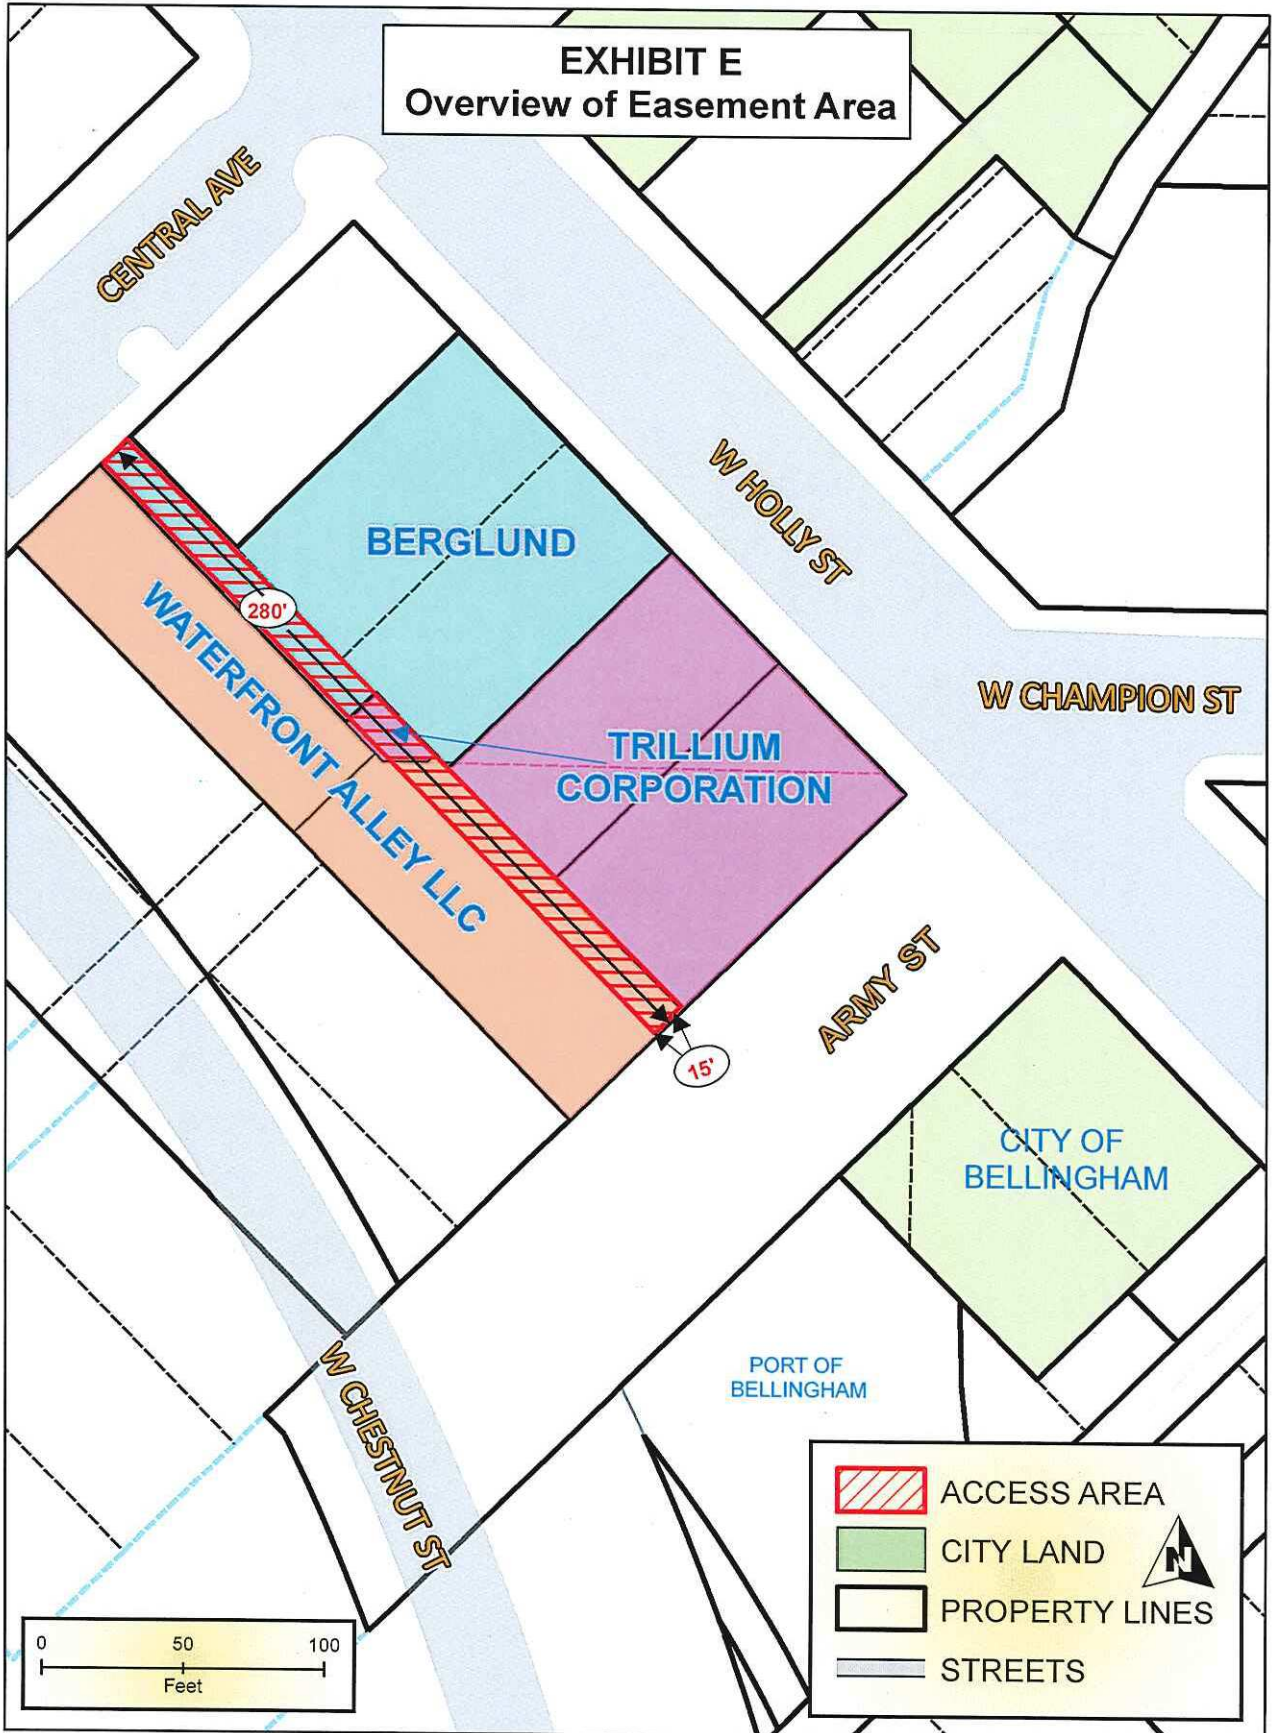 EXHIBIT E
Overview of Easement Area
CENTRAL AVE
W HOLLY ST
BERGLUND
280'
WATERFRONT ALLEY LLC
W CHAMPION ST
TRILLIUM
CORPORATION
ARMY ST
15'
CITY OF
BELLINGHAM
PORT OF
BELLINGHAM
W CHESTNUT ST
ACCESS AREA
CITY LAND
N
PROPERTY LINES
STREETS
0 50 100
Feet